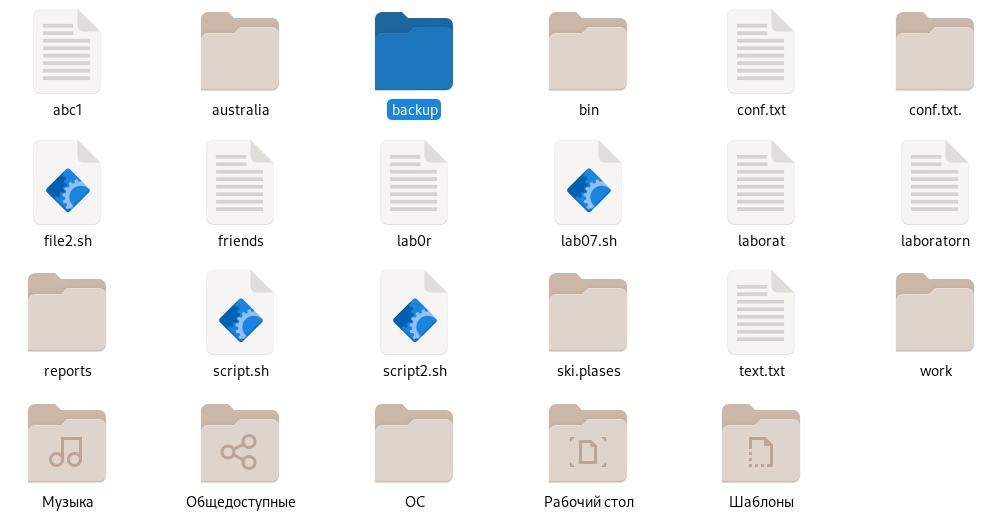 abc1
australia
backup
bin
conf.txt
conf.txt.
file2.sh
friends
lab0r
lab07.sh
laborat
laboratorn
reports
script.sh
script2.sh
ski.plases
text.txt
work
Музыка
Общедоступные
ОС
Рабочий стол
Шаблоны